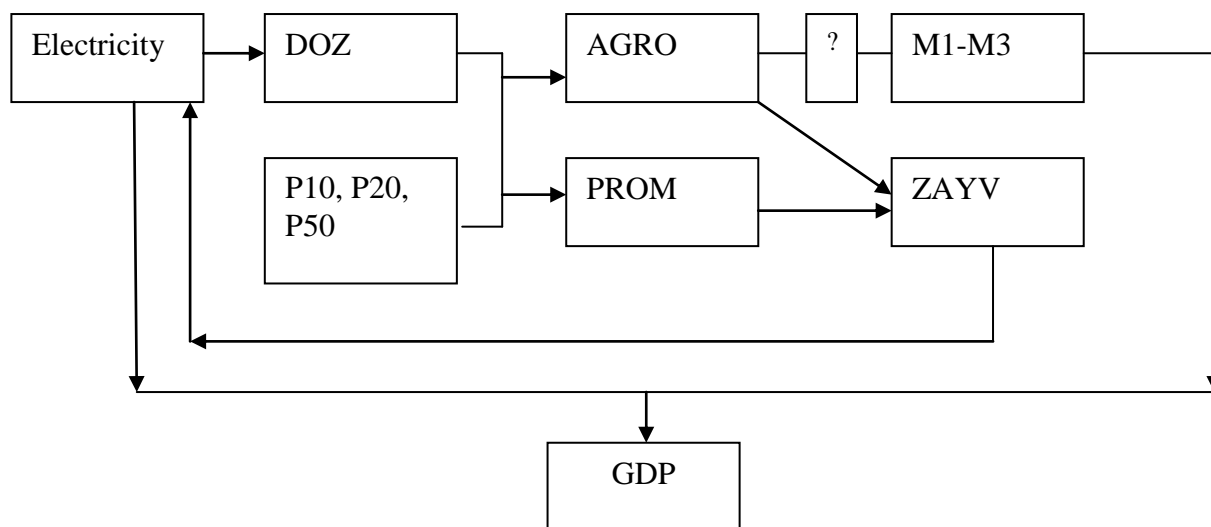 Electricity
DOZ
AGRO
?
M1-M3
P10, P20,
P50
PROM
ZAYV
GDP